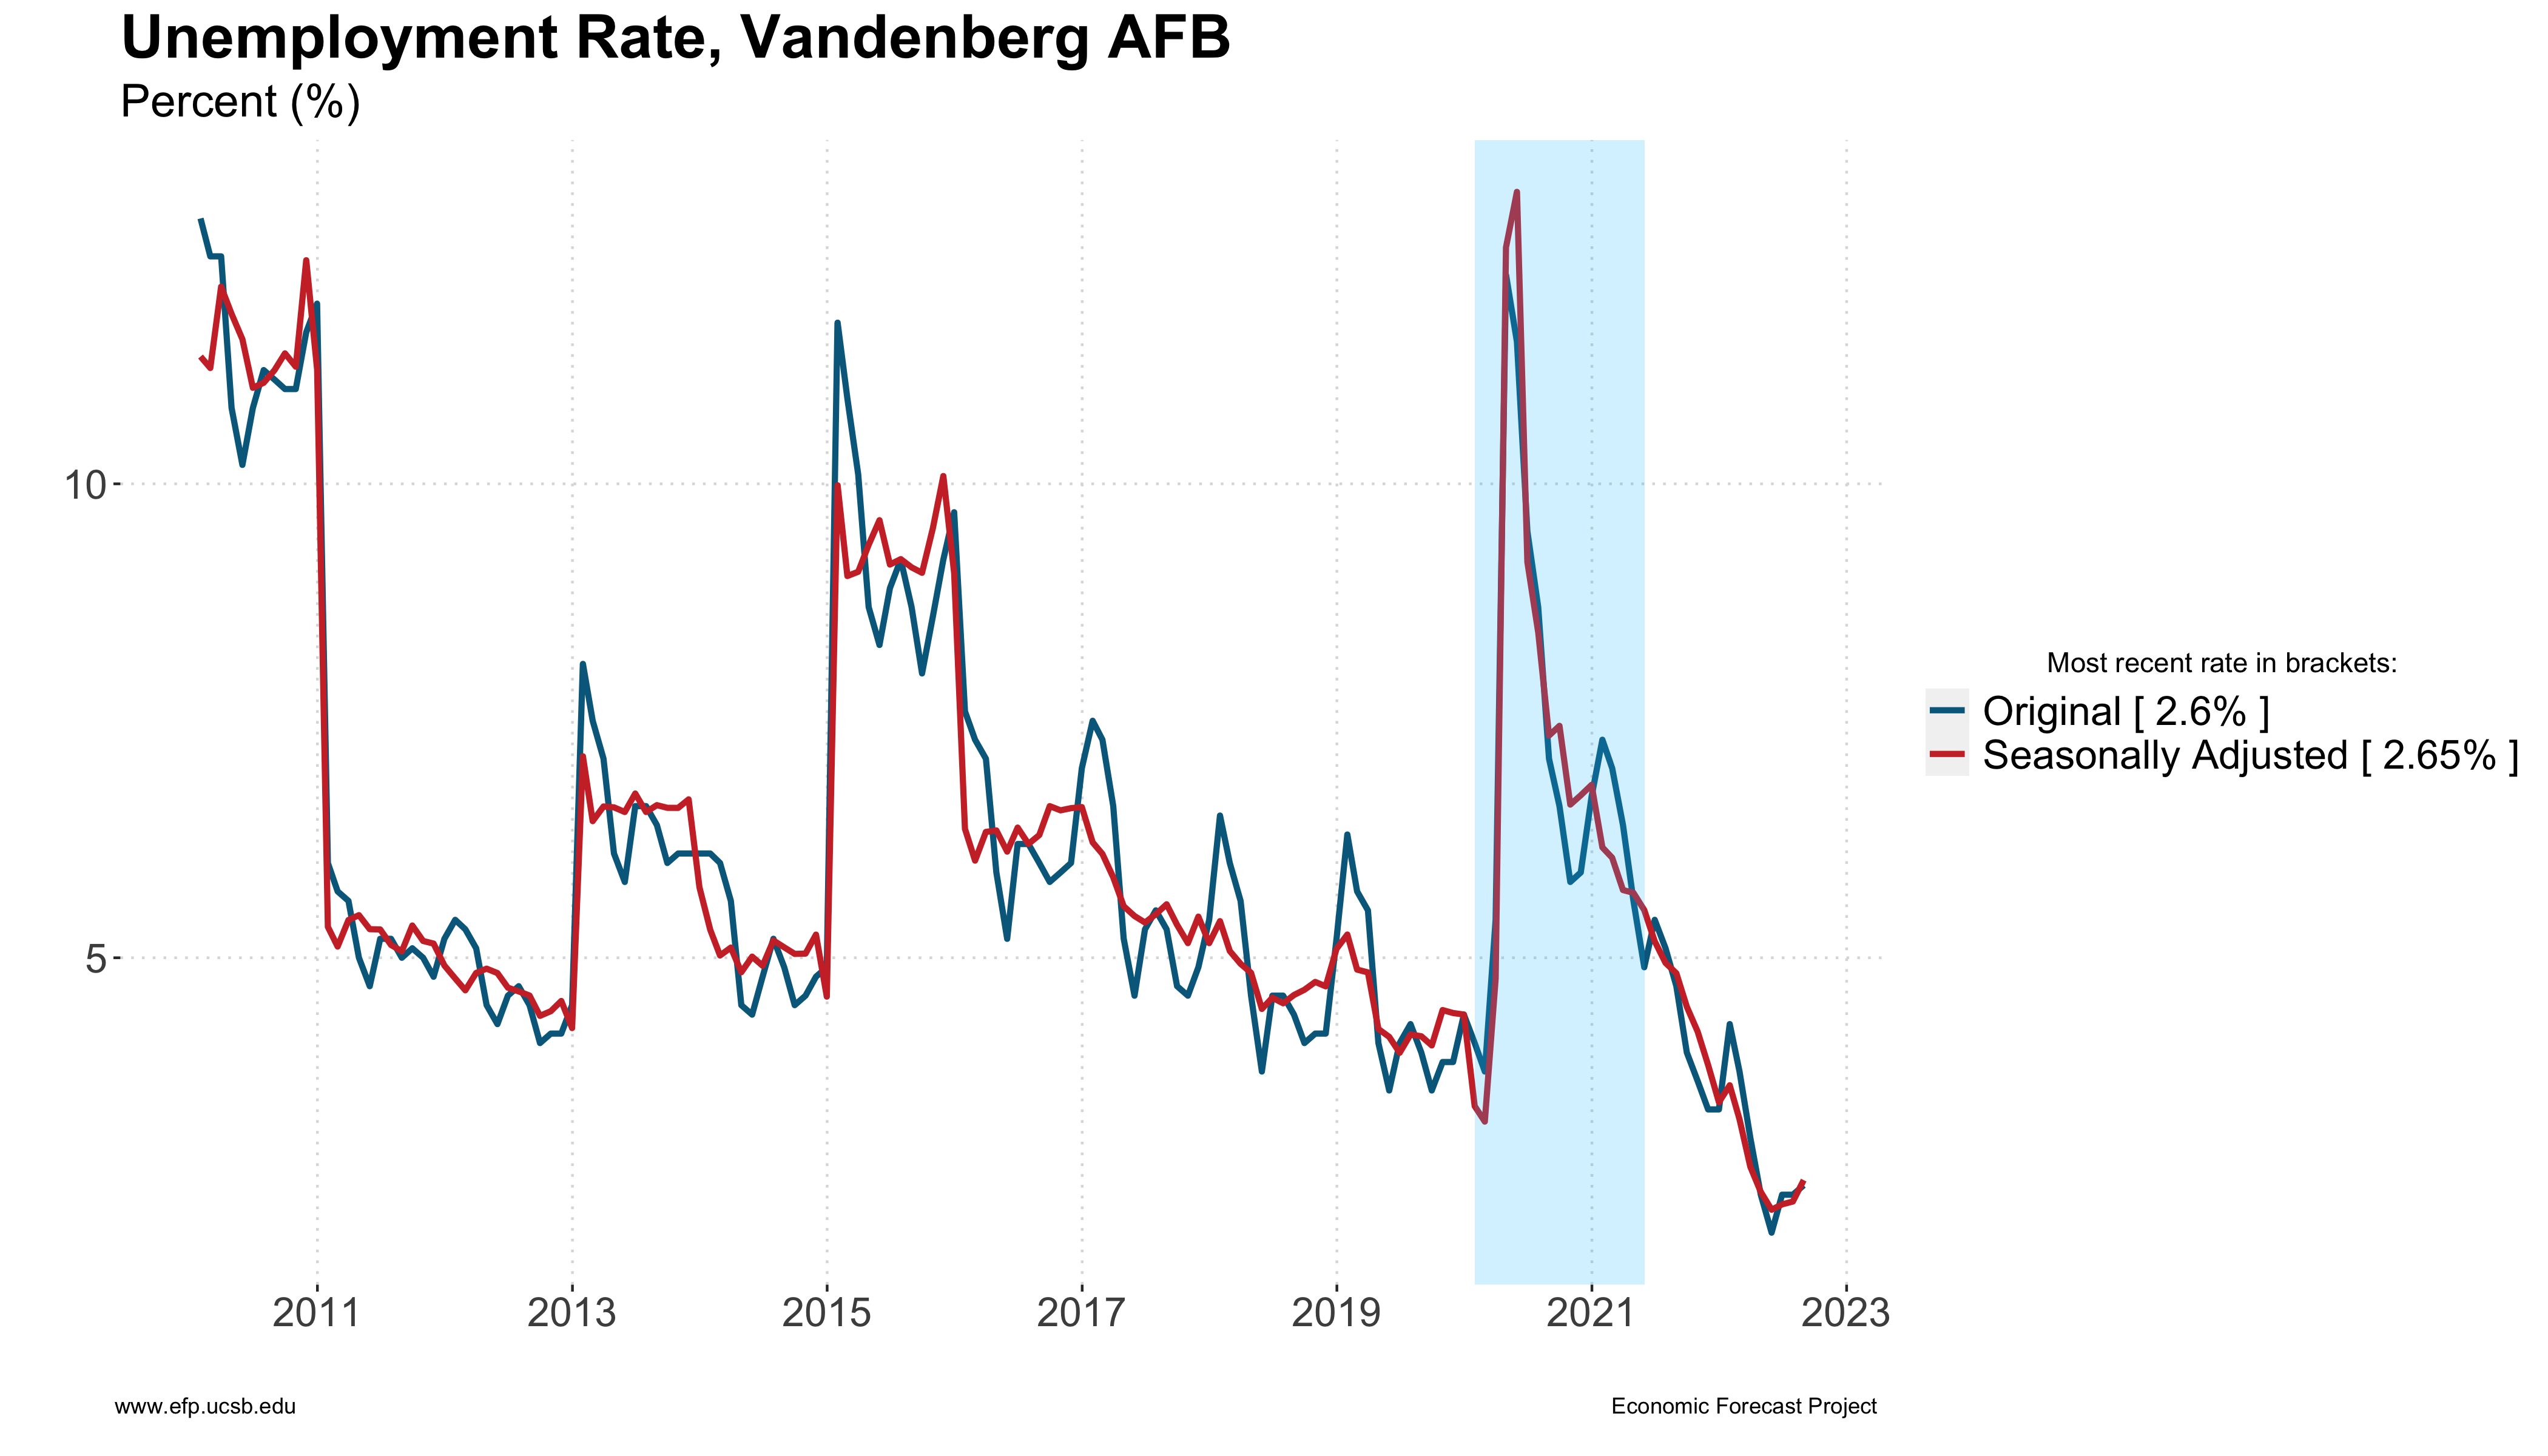 Unemployment Rate, Vandenberg AFB
Percent (%)
10
5
2011 2013 2015 2017 2019 2021 2023
Most recent rate in brackets:
Original [ 2.6% ]
Seasonally Adjusted [ 2.65% ]
www.efp.ucsb.edu
Economic Forecast Project